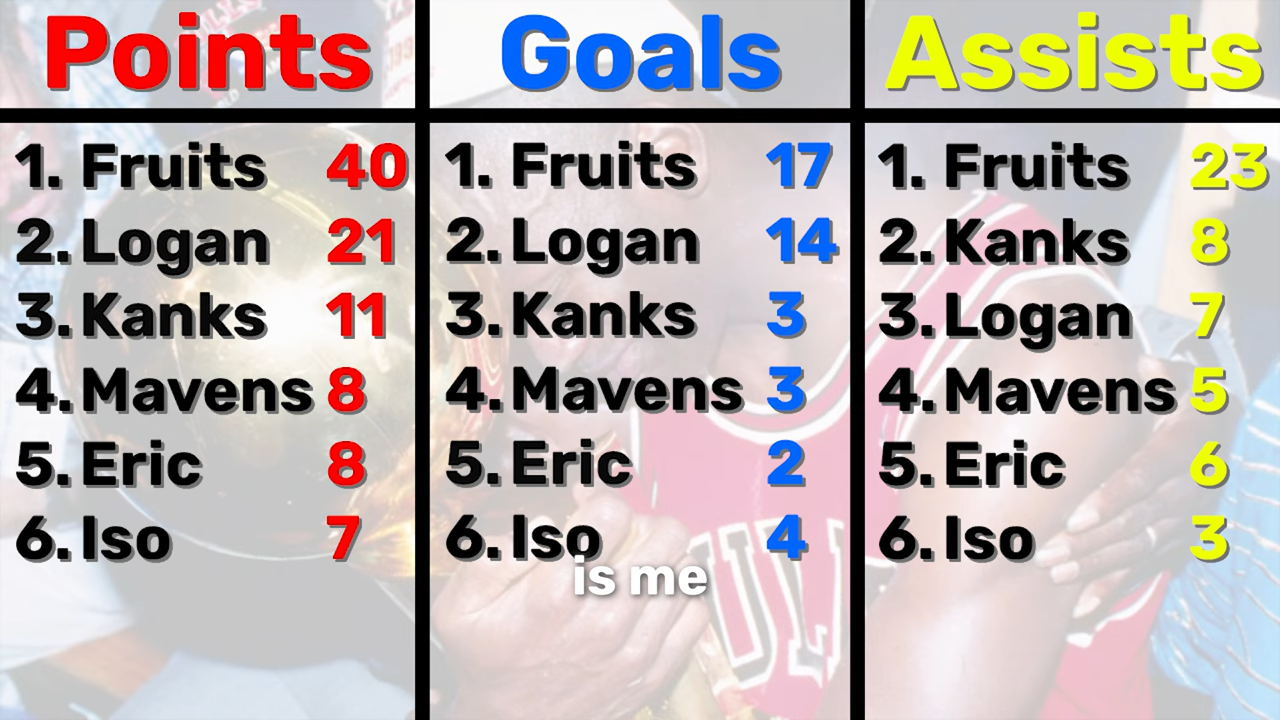 Points
1. Fruits 40
2. Logan 21
3. Kanks 11
4. Mavens 8
5. Eric 8
6. Iso 7
Goals
1. Fruits 17
2. Logan 14
3. Kanks 3
4. Mavens 3
5. Eric 2
6. Iso 4
Assists
1. Fruits 23
2. Kanks 8
3. Logan 7
4. Mavens 5
5. Eric 6
6. Iso 3
is me